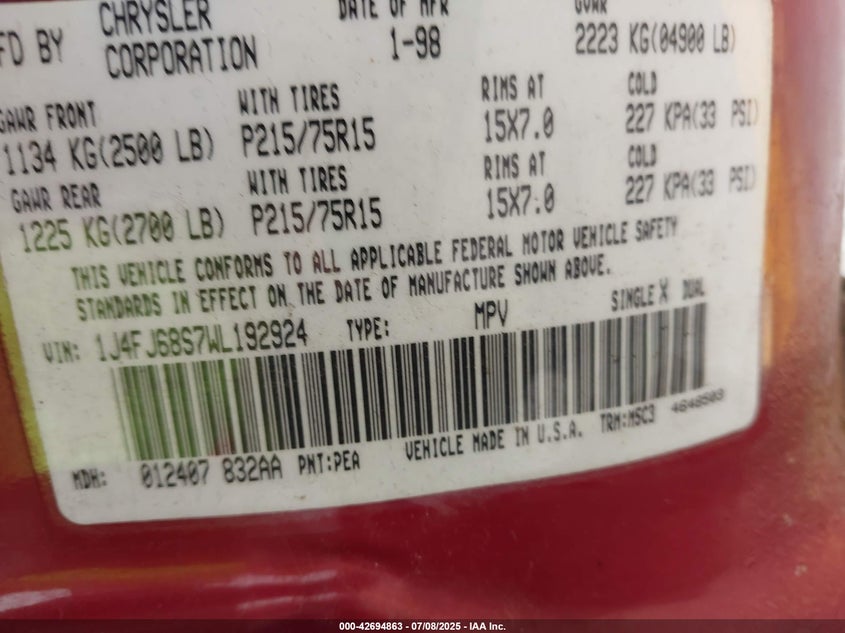 MFD BY CHRYSLER CORPORATION DATE OF MFR 1-98 GVWR 2223 KG(04900 LB)
GAWR FRONT WITH TIRES RIMS AT COLD
1134 KG(2500 LB) P215/75R15 15X7.0 227 KPA(33 PSI)
GAWR REAR WITH TIRES RIMS AT COLD
1225 KG(2700 LB) P215/75R15 15X7.0 227 KPA(33 PSI)
THIS VEHICLE CONFORMS TO ALL APPLICABLE FEDERAL MOTOR VEHICLE SAFETY
STANDARDS IN EFFECT ON THE DATE OF MANUFACTURE SHOWN ABOVE.
VIN: 1J4FJ68S7WL192924 TYPE: MPV SINGLE X DUAL
MDH: 012407 832AA PNT:PEA VEHICLE MADE IN U.S.A. TRM:MSC3 4648503
000-42694863 - 07/08/2025 - IAA Inc.